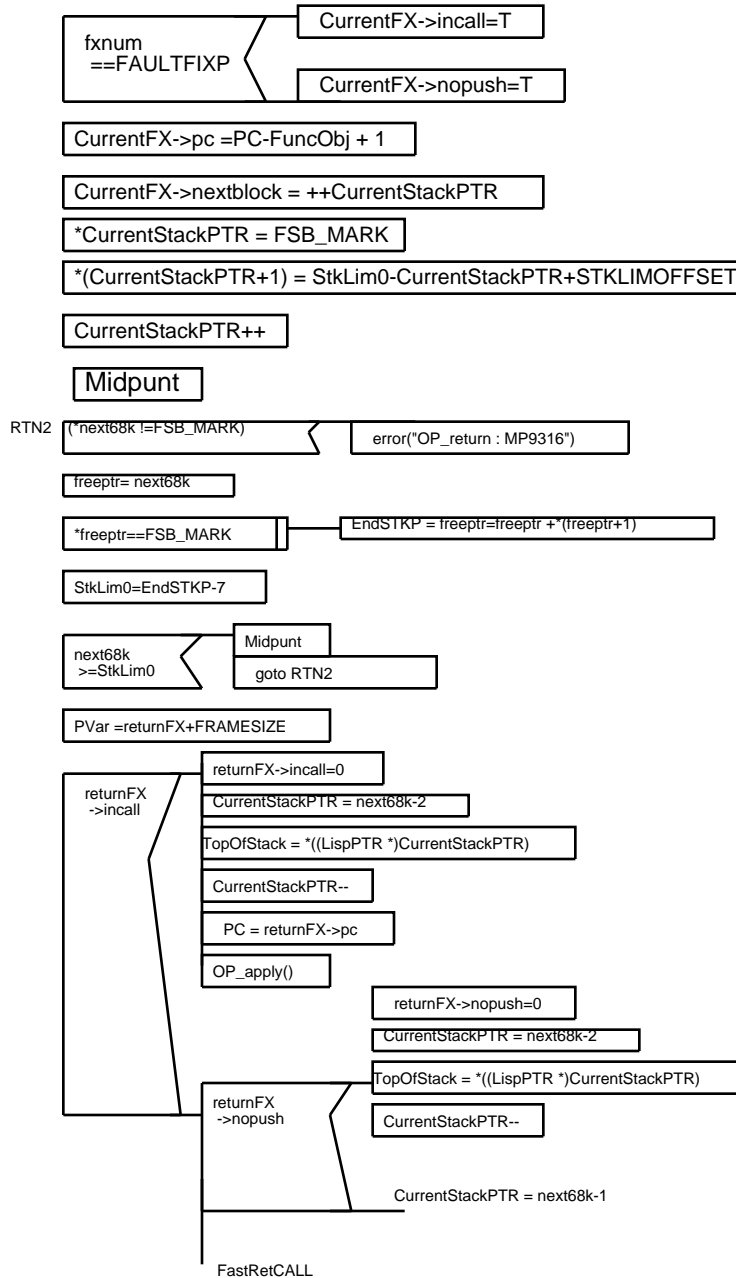 CurrentFX->incall=T
fxnum
==FAULTFIXP
CurrentFX->nopush=T
CurrentFX->pc =PC-FuncObj + 1
CurrentFX->nextblock = ++CurrentStackPTR
*CurrentStackPTR = FSB_MARK
*(CurrentStackPTR+1) = StkLim0-CurrentStackPTR+STKLIMOFFSET
CurrentStackPTR++
Midpunt
RTN2 (*next68k !=FSB_MARK)
error("OP_return : MP9316")
freeptr= next68k
*freeptr==FSB_MARK
EndSTKP = freeptr=freeptr +*(freeptr+1)
StkLim0=EndSTKP-7
next68k
>=StkLim0
Midpunt
goto RTN2
PVar =returnFX+FRAMESIZE
returnFX
->incall
returnFX->incall=0
CurrentStackPTR = next68k-2
TopOfStack = *((LispPTR *)CurrentStackPTR)
CurrentStackPTR--
PC = returnFX->pc
OP_apply()
returnFX
->nopush
returnFX->nopush=0
CurrentStackPTR = next68k-2
TopOfStack = *((LispPTR *)CurrentStackPTR)
CurrentStackPTR--
CurrentStackPTR = next68k-1
FastRetCALL